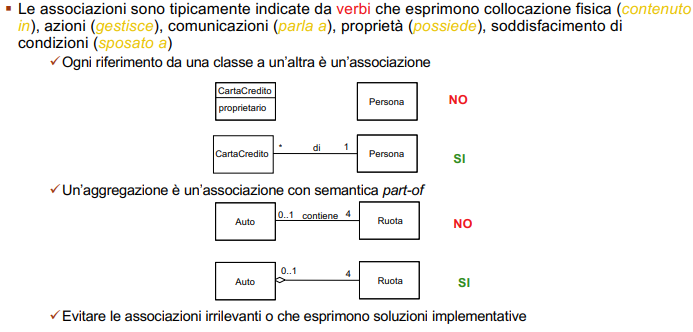 Le associazioni sono tipicamente indicate da verbi che esprimono collocazione fisica (contenuto
in), azioni (gestisce), comunicazioni (parla a), proprietà (possiede), soddisfacimento di
condizioni (sposato a)
Ogni riferimento da una classe a un'altra è un'associazione
CartaCredito
proprietario
Persona
NO
CartaCredito * di 1 Persona
SI
Un'aggregazione è un'associazione con semantica part-of
Auto 0..1 contiene 4 Ruota
NO
Auto 0..1 4 Ruota
SI
Evitare le associazioni irrilevanti o che esprimono soluzioni implementative